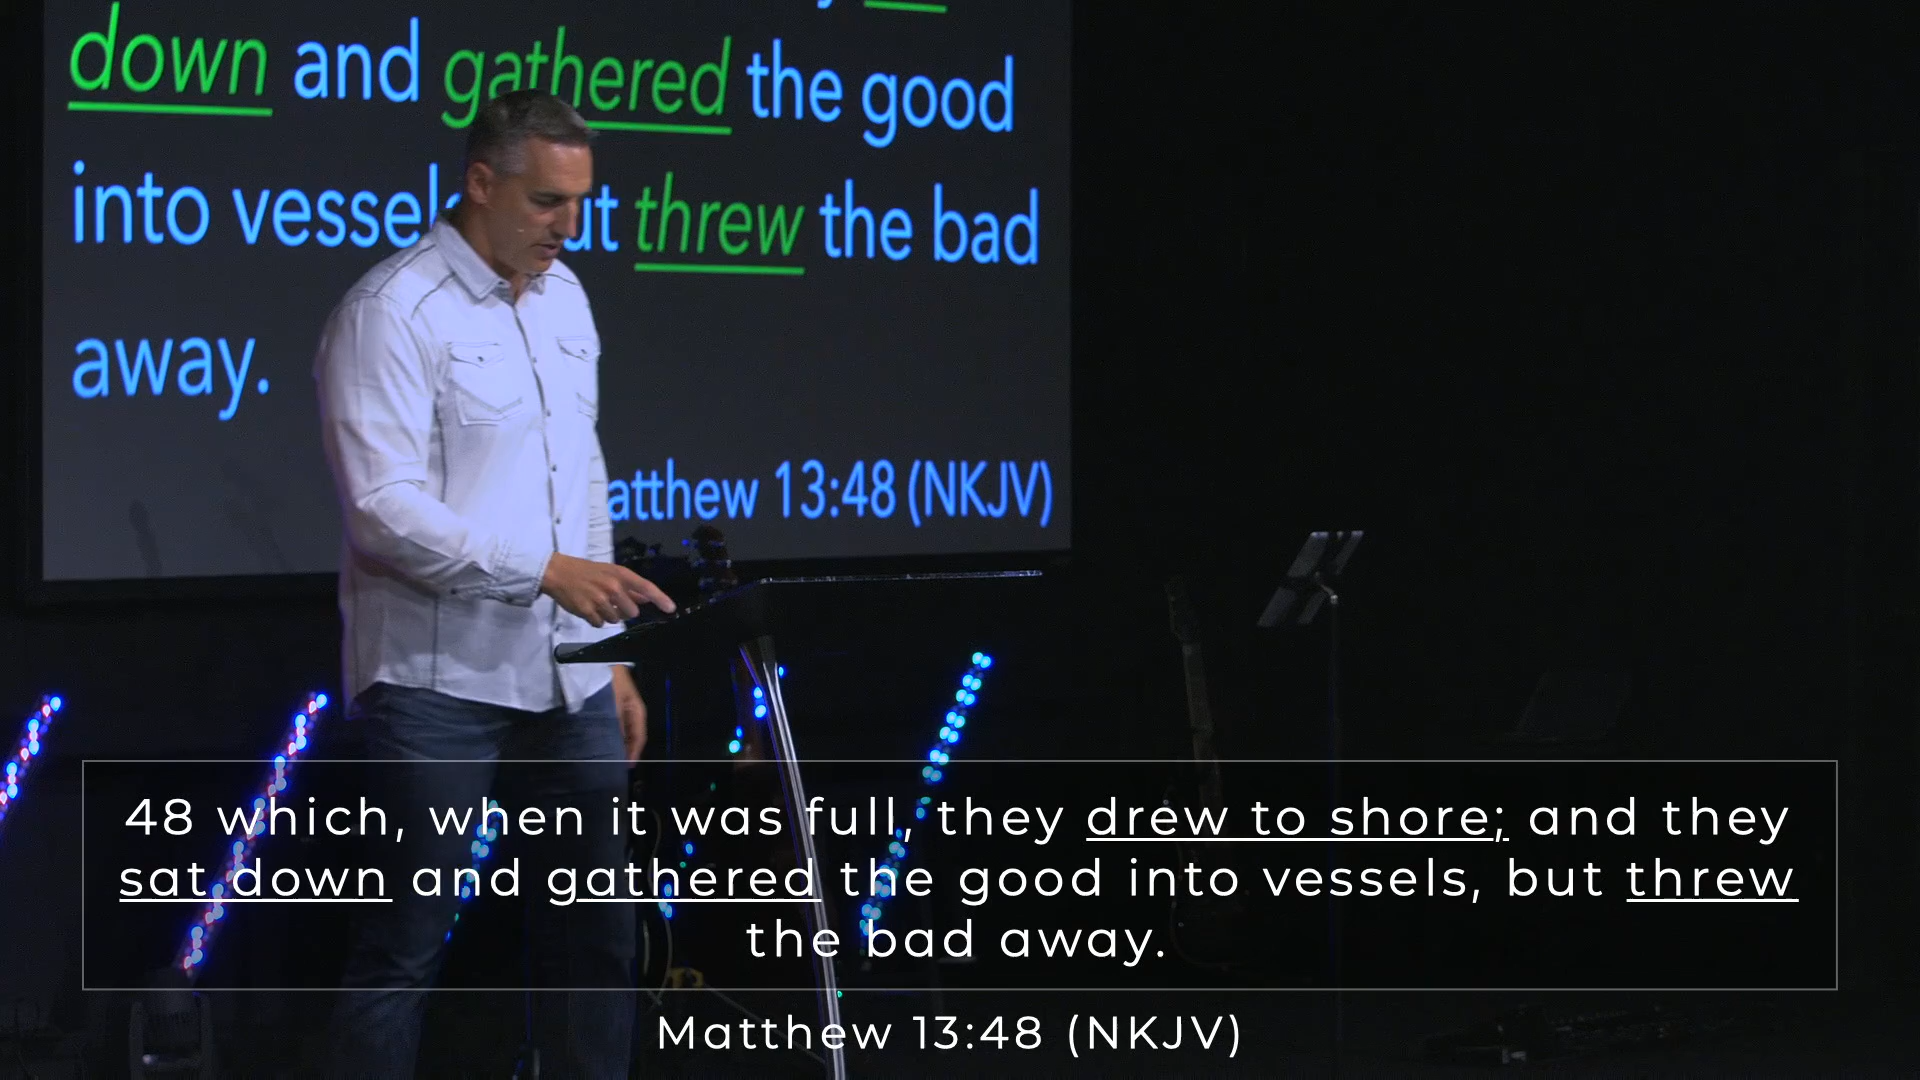 down and gathered the good
into vessels ut threw the bad
away.
atthew 13:48 (NKJV)
48 which, when it was full, they drew to shore; and they
sat down and gathered the good into vessels, but threw
the bad away.
Matthew 13:48 (NKJV)